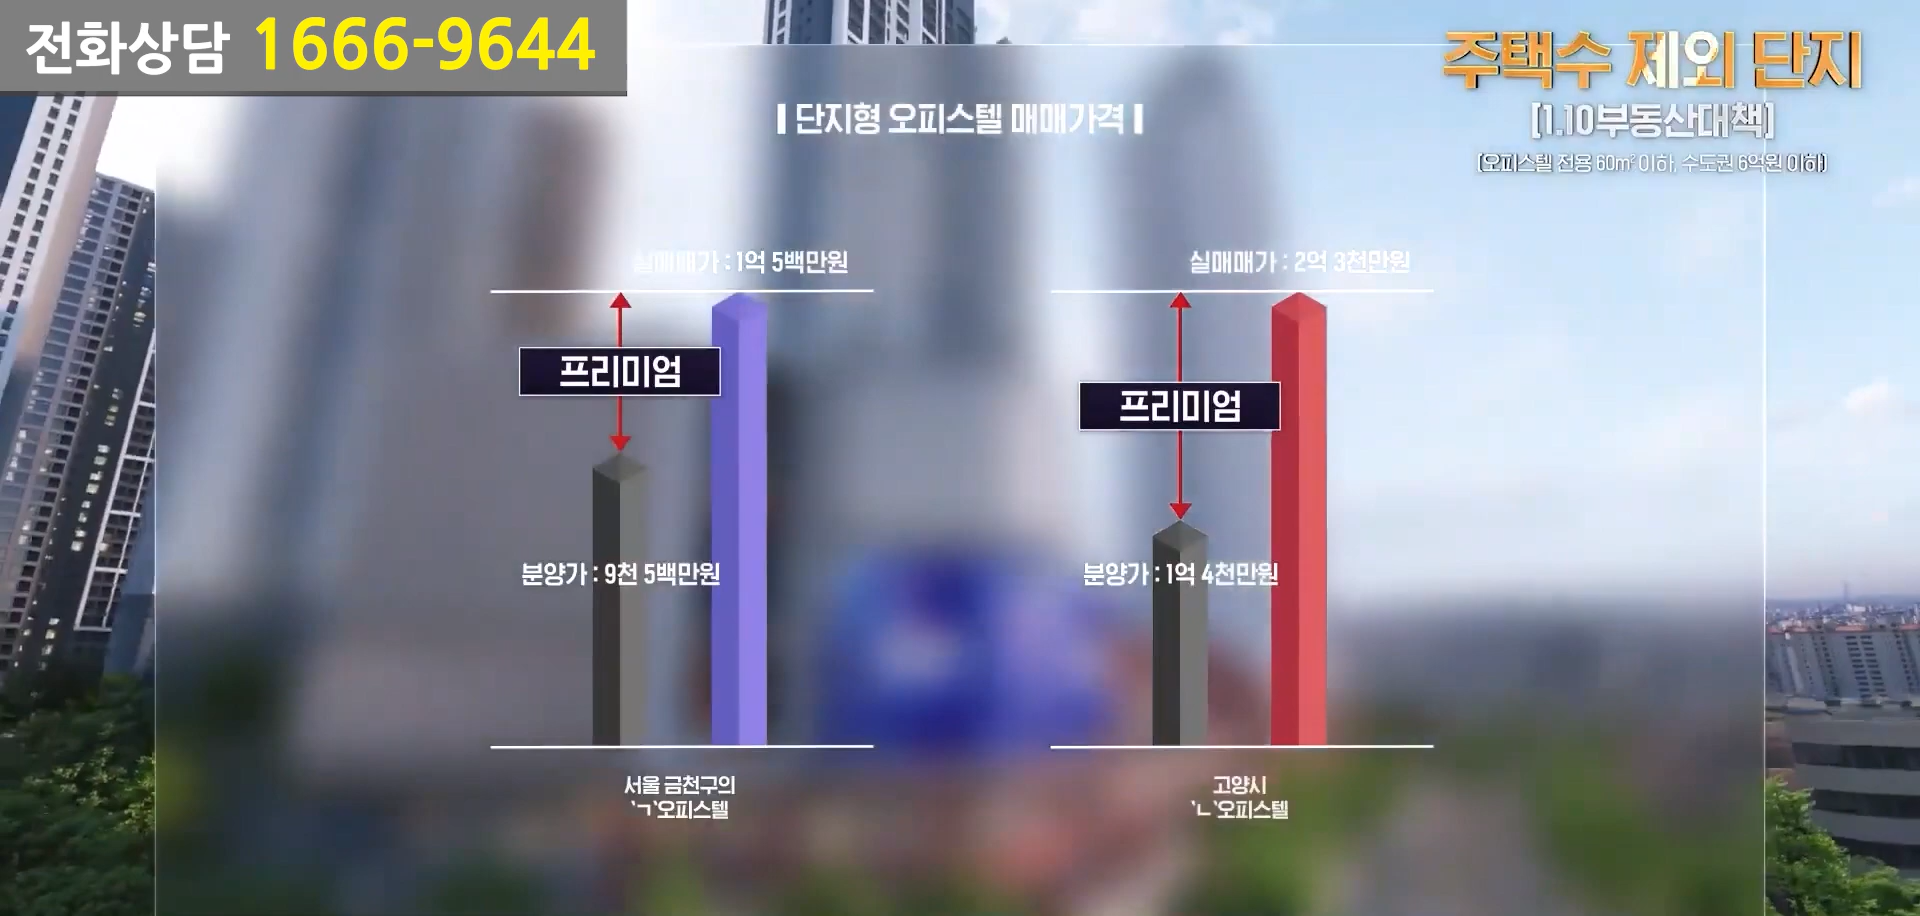 전화상담 1666-9644
주택수 제외 단지
[1.10부동산대책]
(오피스텔 전용 60m² 이하, 수도권 6억원 이하)
단지형 오피스텔 매매가격
실매매가 : 1억 5백만원
실매매가 : 2억 3천만원
프리미엄
프리미엄
분양가 : 9천 5백만원
분양가 : 1억 4천만원
서울 금천구의
'ㄱ'오피스텔
고양시
'ㄴ'오피스텔